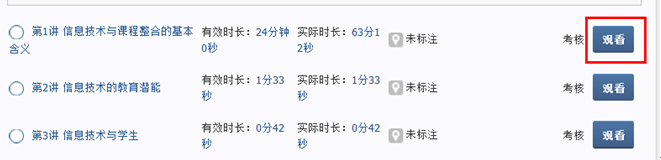 第1讲 信息技术与课程整合的基本含义 有效时长：24分钟0秒 实际时长：63分12秒 未标注 考核 观看
第2讲 信息技术的教育潜能 有效时长：1分33秒 实际时长：1分33秒 未标注 考核 观看
第3讲 信息技术与学生 有效时长：0分42秒 实际时长：0分42秒 未标注 考核 观看